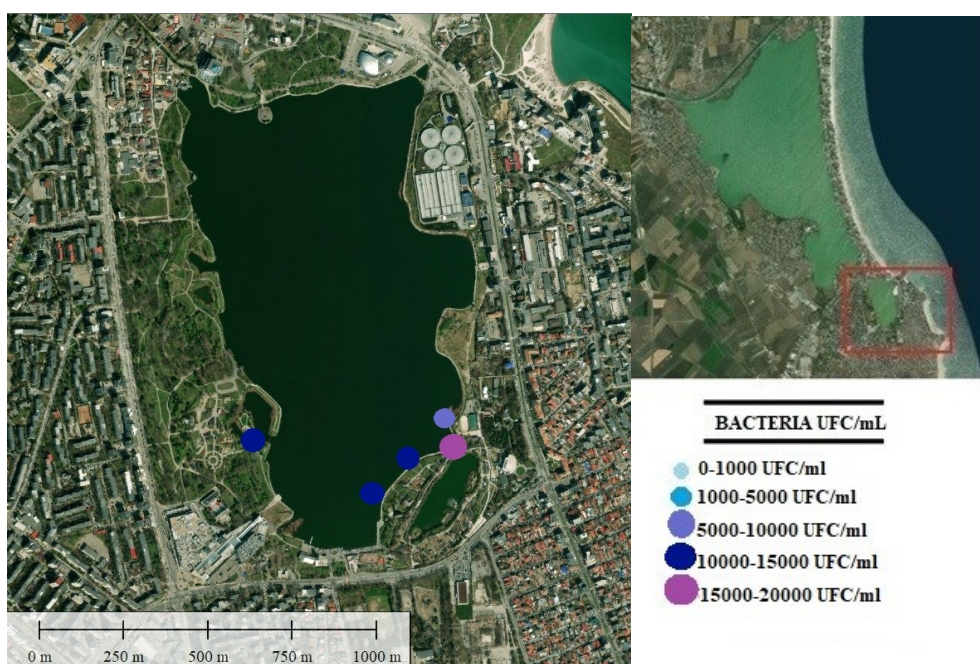 0 m 250 m 500 m 750 m 1000 m
BACTERIA UFC/mL
0-1000 UFC/ml
1000-5000 UFC/ml
5000-10000 UFC/ml
10000-15000 UFC/ml
15000-20000 UFC/ml